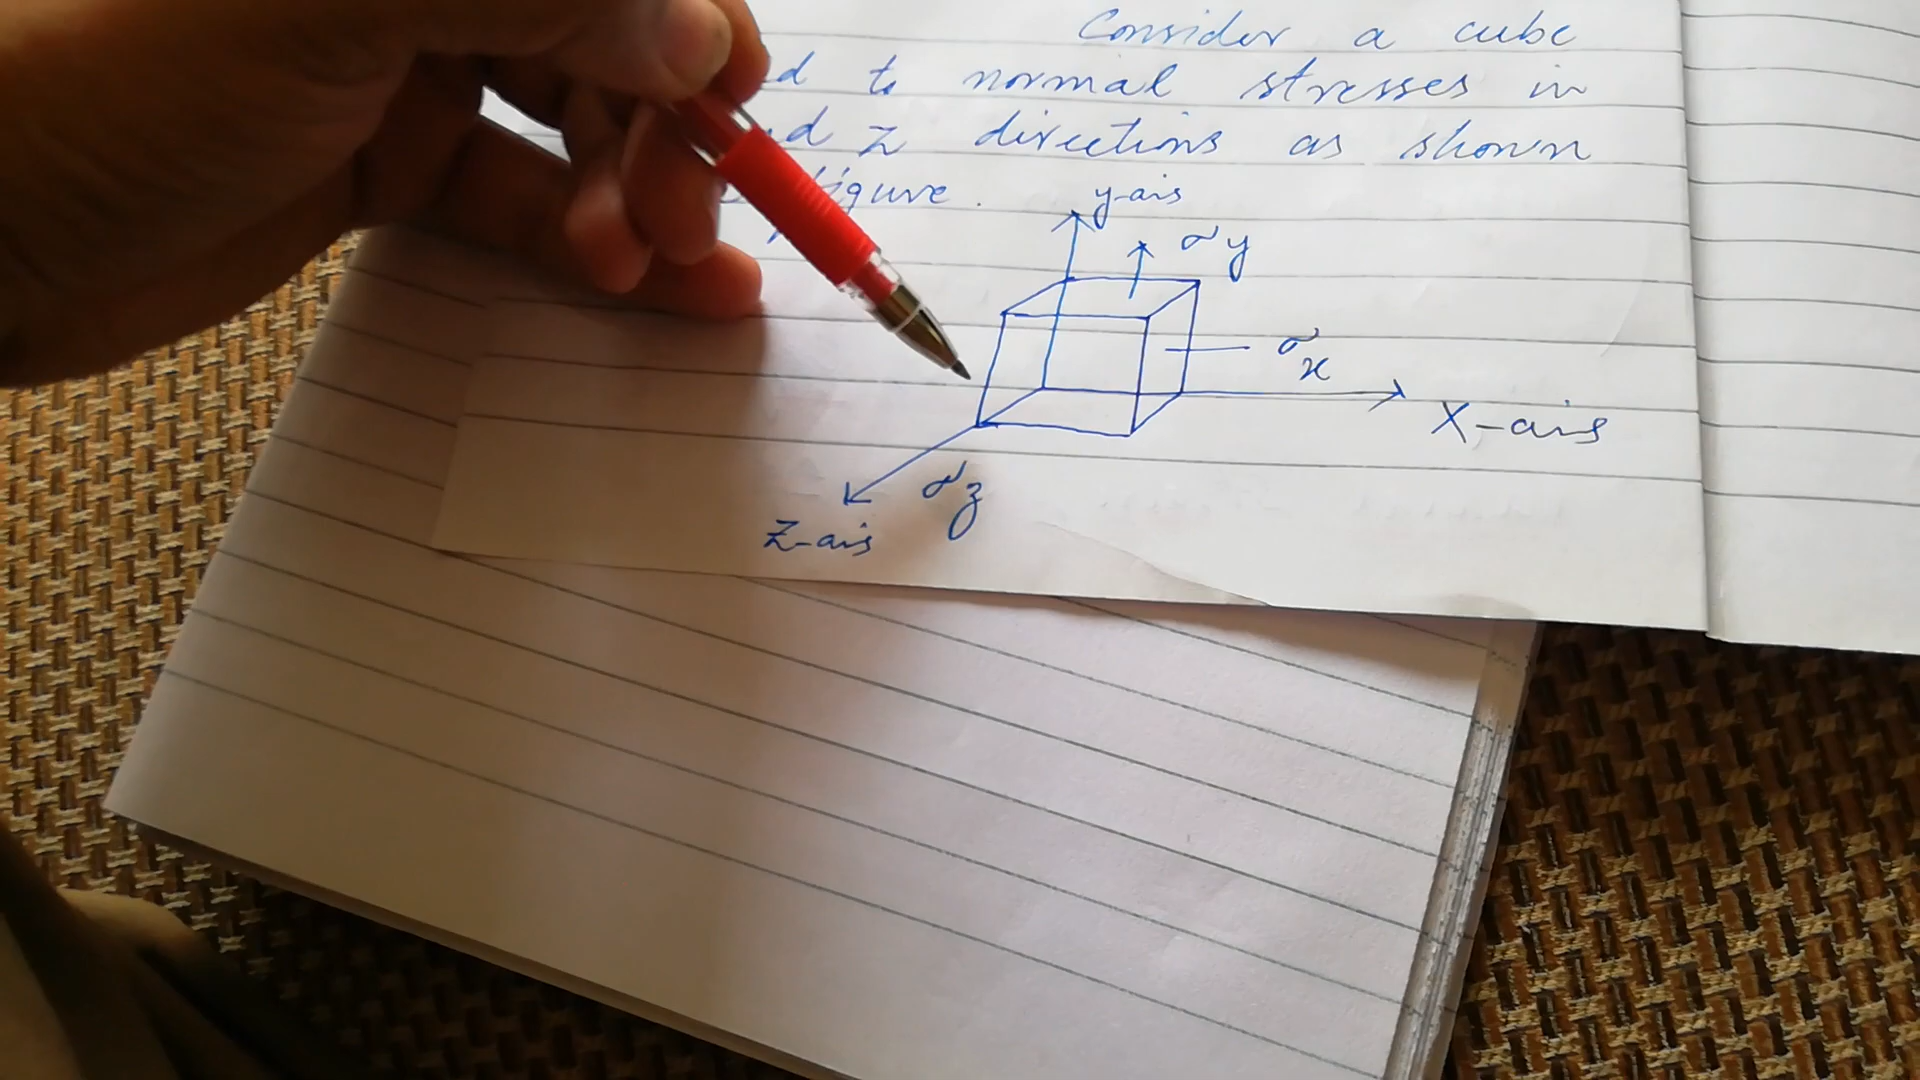 Consider a cube
to normal stresses in
z directions as shown
figure.
y-ais
σy
σx
X-ais
σz
Z-ais